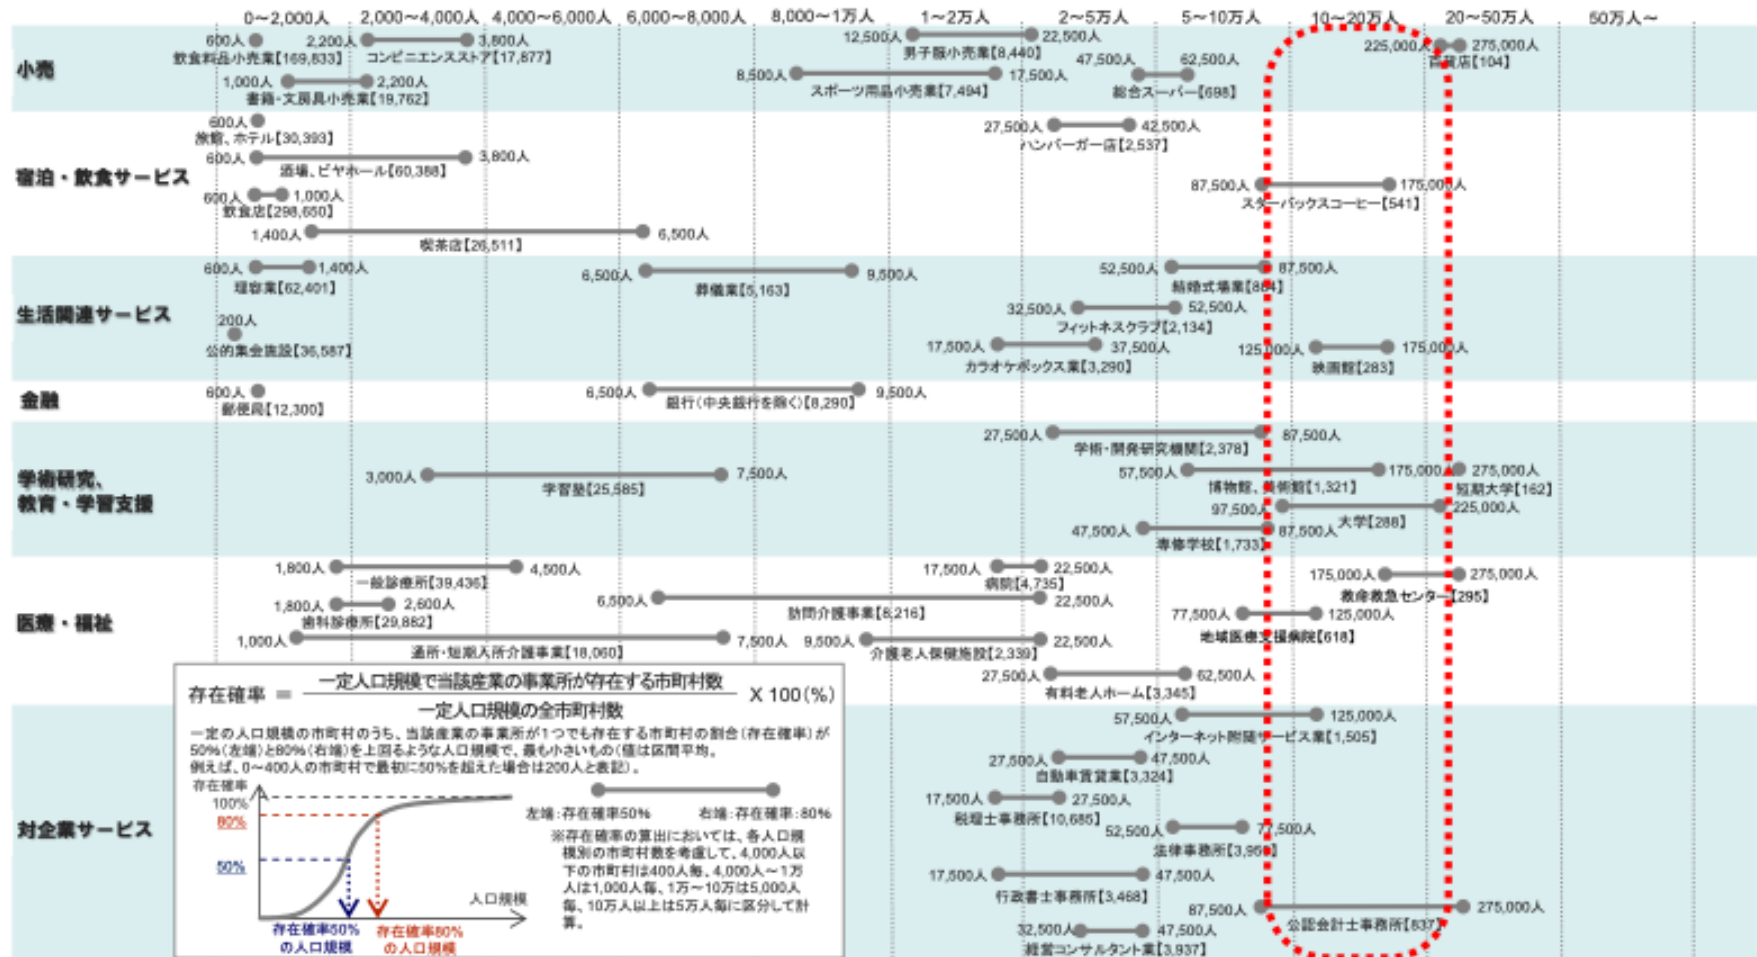 0～2,000人 2,000～4,000人 4,000～6,000人 6,000～8,000人 8,000～1万人 1～2万人 2～5万人 5～10万人 10～20万人 20～50万人 50万人～
小売
600人
飲食料品小売業【169,833】
2,200人 3,800人
コンビニエンスストア【17,877】
12,500人 22,500人
男子服小売業【8,440】
225,000人 275,000人
百貨店【104】
1,000人 2,200人
書籍・文房具小売業【19,762】
8,500人 17,500人
スポーツ用品小売業【7,494】
47,500人 62,500人
総合スーパー【698】
宿泊・飲食サービス
600人
旅館、ホテル【30,393】
27,500人 42,500人
ハンバーガー店【2,537】
600人 3,800人
酒場、ビヤホール【60,388】
87,500人 175,000人
スターバックスコーヒー【541】
600人 1,000人
飲食店【298,650】
1,400人 6,500人
喫茶店【26,511】
生活関連サービス
600人 1,400人
理容業【62,401】
6,500人 9,500人
葬儀業【5,163】
52,500人 87,500人
結婚式場業【884】
32,500人 52,500人
フィットネスクラブ【2,134】
200人
公的集会施設【36,587】
17,500人 37,500人
カラオケボックス業【3,290】
125,000人 175,000人
映画館【283】
金融
600人
郵便局【12,300】
6,500人 9,500人
銀行（中央銀行を除く）【8,290】
学術研究、
教育・学習支援
27,500人 87,500人
学術・開発研究機関【2,378】
3,000人 7,500人
学習塾【25,585】
57,500人 175,000人
博物館、美術館【1,321】
275,000人
短期大学【162】
97,500人 225,000人
大学【288】
47,500人 87,500人
専修学校【1,733】
医療・福祉
1,800人 4,500人
一般診療所【39,436】
17,500人 22,500人
病院【4,735】
175,000人 275,000人
救命救急センター【295】
1,800人 2,600人
歯科診療所【29,882】
6,500人 22,500人
訪問介護事業【8,216】
77,500人 125,000人
地域医療支援病院【618】
1,000人 7,500人
通所・短期入所介護事業【18,060】
9,500人 22,500人
介護老人保健施設【2,339】
27,500人 62,500人
有料老人ホーム【3,345】
対企業サービス
57,500人 125,000人
インターネット附随サービス業【1,505】
27,500人 47,500人
自動車賃貸業【3,324】
17,500人 27,500人
税理士事務所【10,685】
52,500人 77,500人
法律事務所
17,500人 47,500人
行政書士事務所【3,468】
87,500人 275,000人
公認会計士事務所【837】
32,500人 47,500人
経営コンサルタント業【3,937】
存在確率 ＝ 一定人口規模で当該産業の事業所が存在する市町村数 X 100（%）
一定人口規模の全市町村数
一定の人口規模の市町村のうち、当該産業の事業所が1つでも存在する市町村の割合（存在確率）が
50%（左端）と80%（右端）を上回るような人口規模で、最も小さいもの（値は区間平均。
例えば、0～400人の市町村で最初に50%を超えた場合は200人と表記）。
存在確率
100%
80%
50%
人口規模
存在確率50%
の人口規模
存在確率80%
の人口規模
左端：存在確率50% 右端：存在確率：80%
※存在確率の算出においては、各人口規
模別の市町村数を考慮して、4,000人以
下の市町村は400人毎、4,000人～1万
人は1,000人毎、1万～10万は5,000人
毎、10万人以上は5万人毎に区分して計
算。